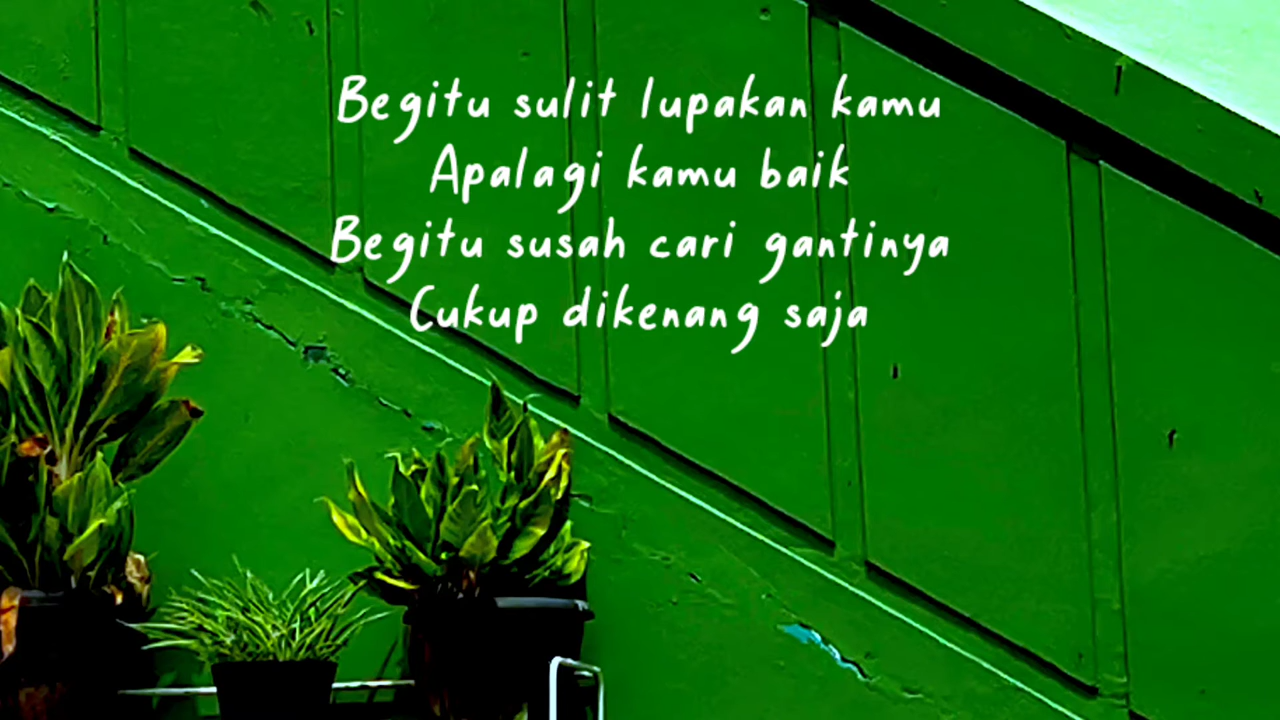 Begitu sulit lupakan kamu
Apalagi kamu baik
Begitu susah cari gantinya
Cukup dikenang saja